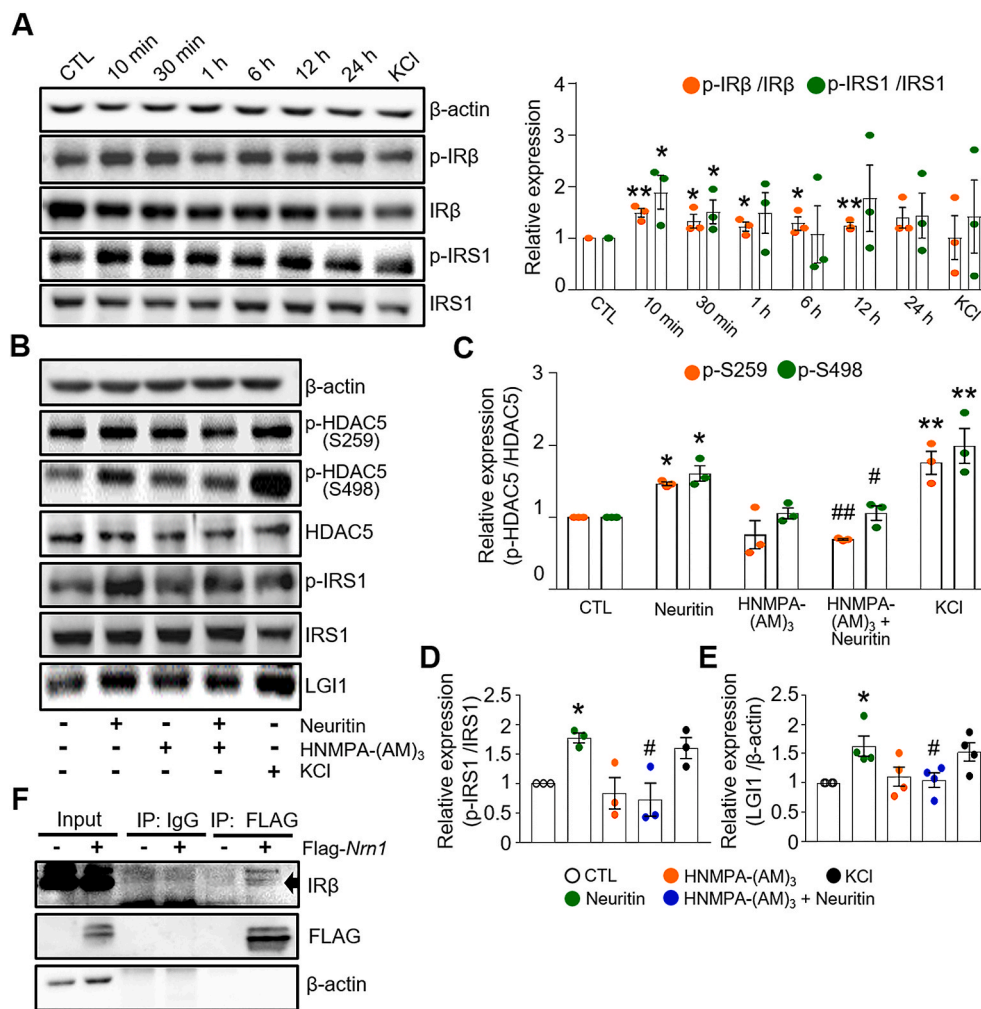 A
CTL 10 min 30 min 1 h 6 h 12 h 24 h KCl
β-actin
p-IRβ
IRβ
p-IRS1
IRS1
p-IRβ /IRβ p-IRS1 /IRS1
Relative expression
4
3
2
1
0
** * * * * * **
CTL 10 min 30 min 1 h 6 h 12 h 24 h KCl
B
β-actin
p-HDAC5
(S259)
p-HDAC5
(S498)
HDAC5
p-IRS1
IRS1
LGI1
- + - + - Neuritin
- - + + - HNMPA-(AM)3
- - - - + KCl
C
p-S259 p-S498
Relative expression
(p-HDAC5 /HDAC5)
3
2
1
0
* * ## # ** **
CTL Neuritin HNMPA- HNMPA- KCl
(AM)3 (AM)3 +
Neuritin
D
Relative expression
(p-IRS1 /IRS1)
2.5
2
1.5
1
0.5
0
* #
E
Relative expression
(LGI1 /β-actin)
2.5
2
1.5
1
0.5
0
* #
CTL HNMPA-(AM)3 KCl
Neuritin HNMPA-(AM)3 + Neuritin
F
Input IP: IgG IP: FLAG
- + - + - + Flag-Nrn1
IRβ
FLAG
β-actin